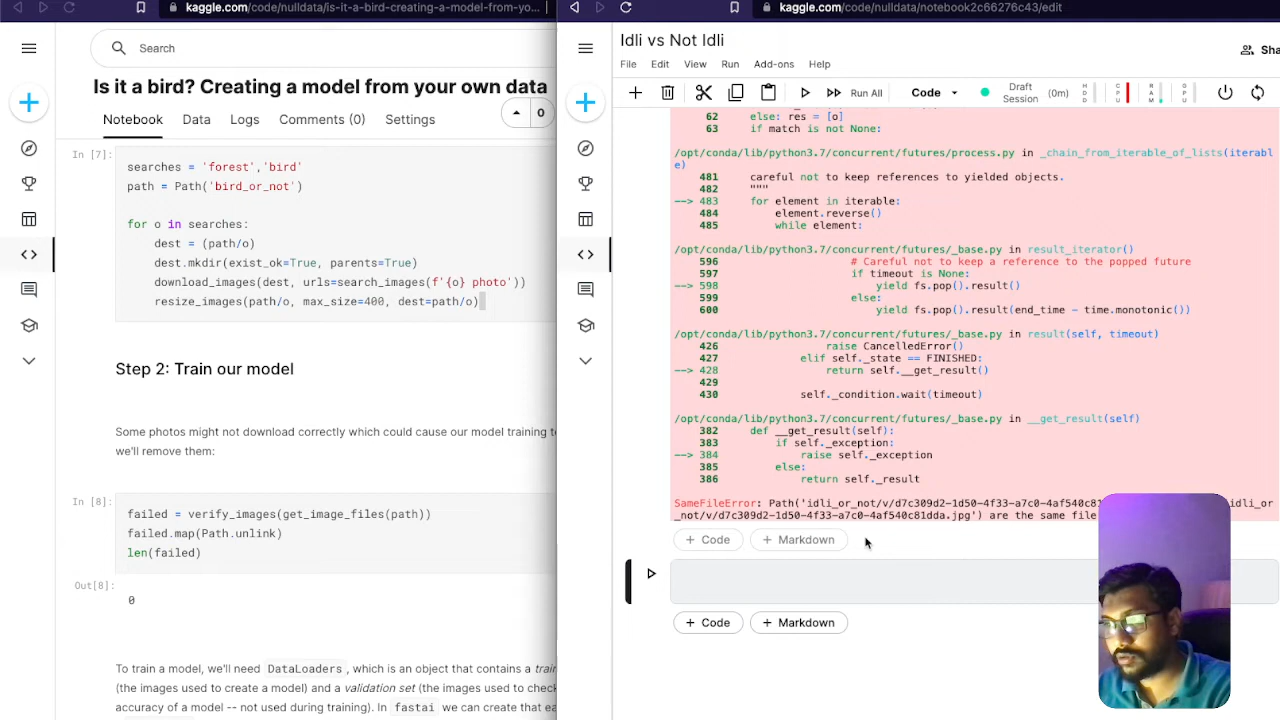 kaggle.com/code/nulldata/is-it-a-bird-creating-a-model-from-yo...
Search
Is it a bird? Creating a model from your own data
0
Notebook
Data
Logs
Comments (0)
Settings
In [7]:
searches = 'forest','bird'
path = Path('bird_or_not')
for o in searches:
dest = (path/o)
dest.mkdir(exist_ok=True, parents=True)
download_images(dest, urls=search_images(f'{o} photo'))
resize_images(path/o, max_size=400, dest=path/o)
Step 2: Train our model
Some photos might not download correctly which could cause our model training to
we'll remove them:
In [8]:
failed = verify_images(get_image_files(path))
failed.map(Path.unlink)
len(failed)
Out[8]:
0
To train a model, we'll need DataLoaders , which is an object that contains a
(the images used to create a model) and a validation set (the images used to check
accuracy of a model -- not used during training). In fastai we can create that
kaggle.com/code/nulldata/notebook2c66276c43/edit
Idli vs Not Idli
File
Edit
View
Run
Add-ons
Help
Run All
Code
Draft
Session
(0m)
62 else: res = [o]
63 if match is not None:
/opt/conda/lib/python3.7/concurrent/futures/process.py in _chain_from_iterable_of_lists(iterabl
e)
481 careful not to keep references to yielded objects.
482 """
--> 483 for element in iterable:
484 element.reverse()
485 while element:
/opt/conda/lib/python3.7/concurrent/futures/_base.py in result_iterator()
596 # Careful not to keep a reference to the popped future
597 if timeout is None:
--> 598 yield fs.pop().result()
599 else:
600 yield fs.pop().result(end_time - time.monotonic())
/opt/conda/lib/python3.7/concurrent/futures/_base.py in result(self, timeout)
426 raise CancelledError()
427 elif self._state == FINISHED:
--> 428 return self.__get_result()
429
430 self._condition.wait(timeout)
/opt/conda/lib/python3.7/concurrent/futures/_base.py in __get_result(self)
382 def __get_result(self):
383 if self._exception:
--> 384 raise self._exception
385 else:
386 return self._result
SameFileError: Path('idli_or_not/v/d7c309d2-1d50-4f33-a7c0-4af540c81 idli_or
_not/v/d7c309d2-1d50-4f33-a7c0-4af540c81dda.jpg') are the same file
+ Code
+ Markdown
+ Code
+ Markdown